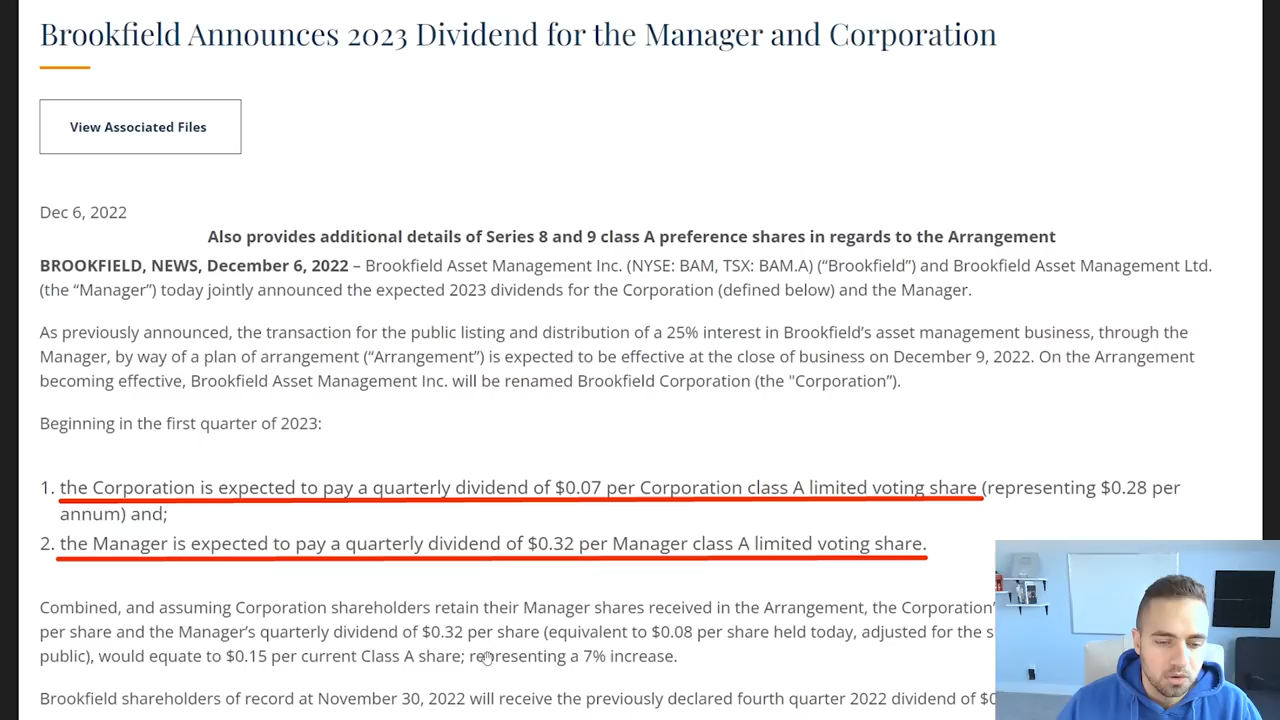 Brookfield Announces 2023 Dividend for the Manager and Corporation
View Associated Files
Dec 6, 2022
Also provides additional details of Series 8 and 9 class A preference shares in regards to the Arrangement
BROOKFIELD, NEWS, December 6, 2022 – Brookfield Asset Management Inc. (NYSE: BAM, TSX: BAM.A) (“Brookfield”) and Brookfield Asset Management Ltd.
(the “Manager”) today jointly announced the expected 2023 dividends for the Corporation (defined below) and the Manager.
As previously announced, the transaction for the public listing and distribution of a 25% interest in Brookfield’s asset management business, through the
Manager, by way of a plan of arrangement (“Arrangement”) is expected to be effective at the close of business on December 9, 2022. On the Arrangement
becoming effective, Brookfield Asset Management Inc. will be renamed Brookfield Corporation (the "Corporation”).
Beginning in the first quarter of 2023:
1. the Corporation is expected to pay a quarterly dividend of $0.07 per Corporation class A limited voting share (representing $0.28 per
annum) and;
2. the Manager is expected to pay a quarterly dividend of $0.32 per Manager class A limited voting share.
Combined, and assuming Corporation shareholders retain their Manager shares received in the Arrangement, the Corporation’
per share and the Manager’s quarterly dividend of $0.32 per share (equivalent to $0.08 per share held today, adjusted for the s
public), would equate to $0.15 per current Class A share; representing a 7% increase.
Brookfield shareholders of record at November 30, 2022 will receive the previously declared fourth quarter 2022 dividend of